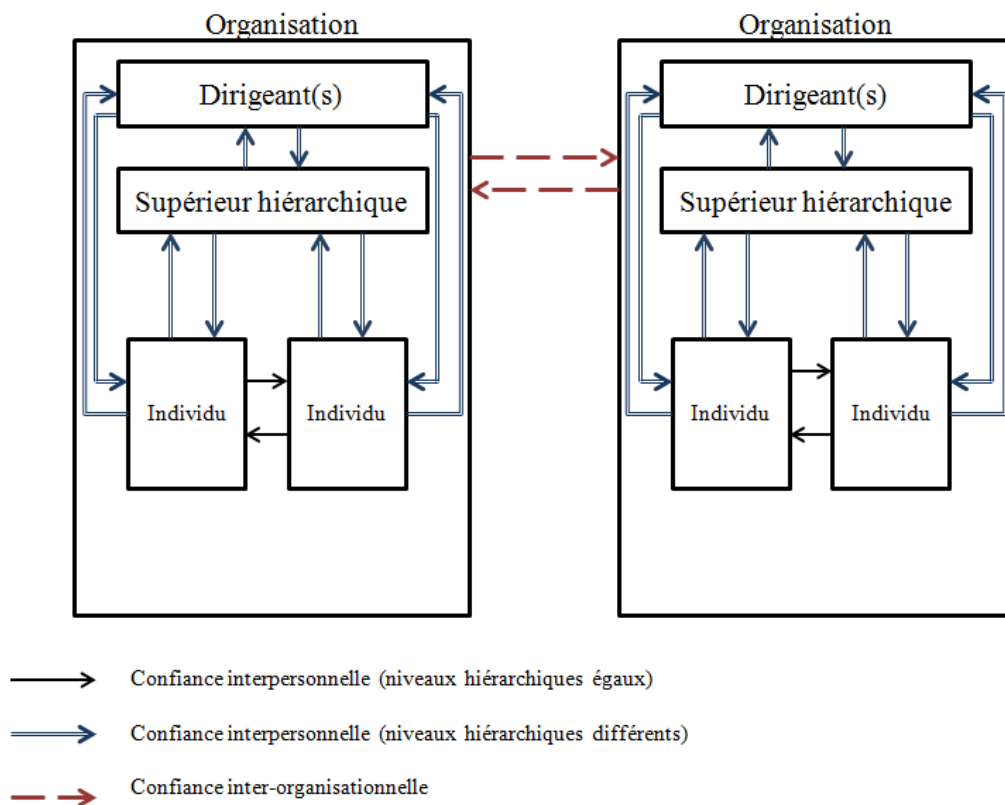 Organisation
Organisation
Dirigeant(s)
Dirigeant(s)
Supérieur hiérarchique
Supérieur hiérarchique
Individu
Individu
Individu
Individu
Confiance interpersonnelle (niveaux hiérarchiques égaux)
Confiance interpersonnelle (niveaux hiérarchiques différents)
Confiance inter-organisationnelle